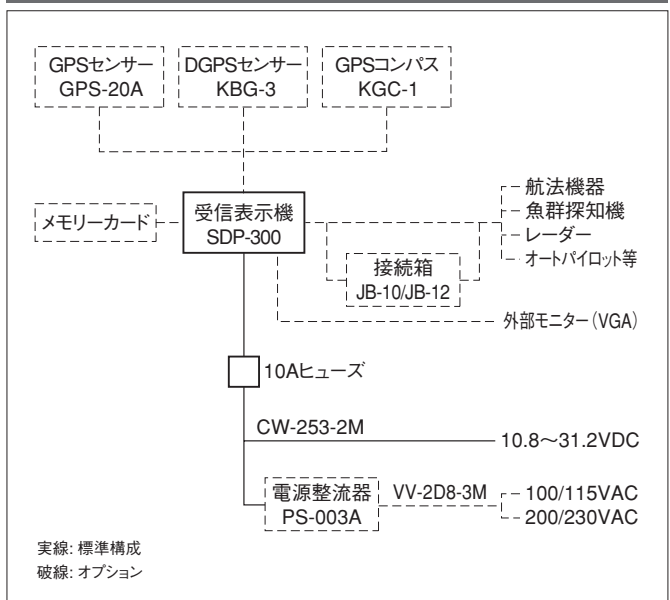 GPSセンサー
GPS-20A
DGPSセンサー
KBG-3
GPSコンパス
KGC-1
メモリーカード
受信表示機
SDP-300
航法機器
魚群探知機
レーダー
オートパイロット等
接続箱
JB-10/JB-12
外部モニター(VGA)
10Aヒューズ
CW-253-2M
10.8～31.2VDC
電源整流器
PS-003A
VV-2D8-3M
100/115VAC
200/230VAC
実線: 標準構成
破線: オプション